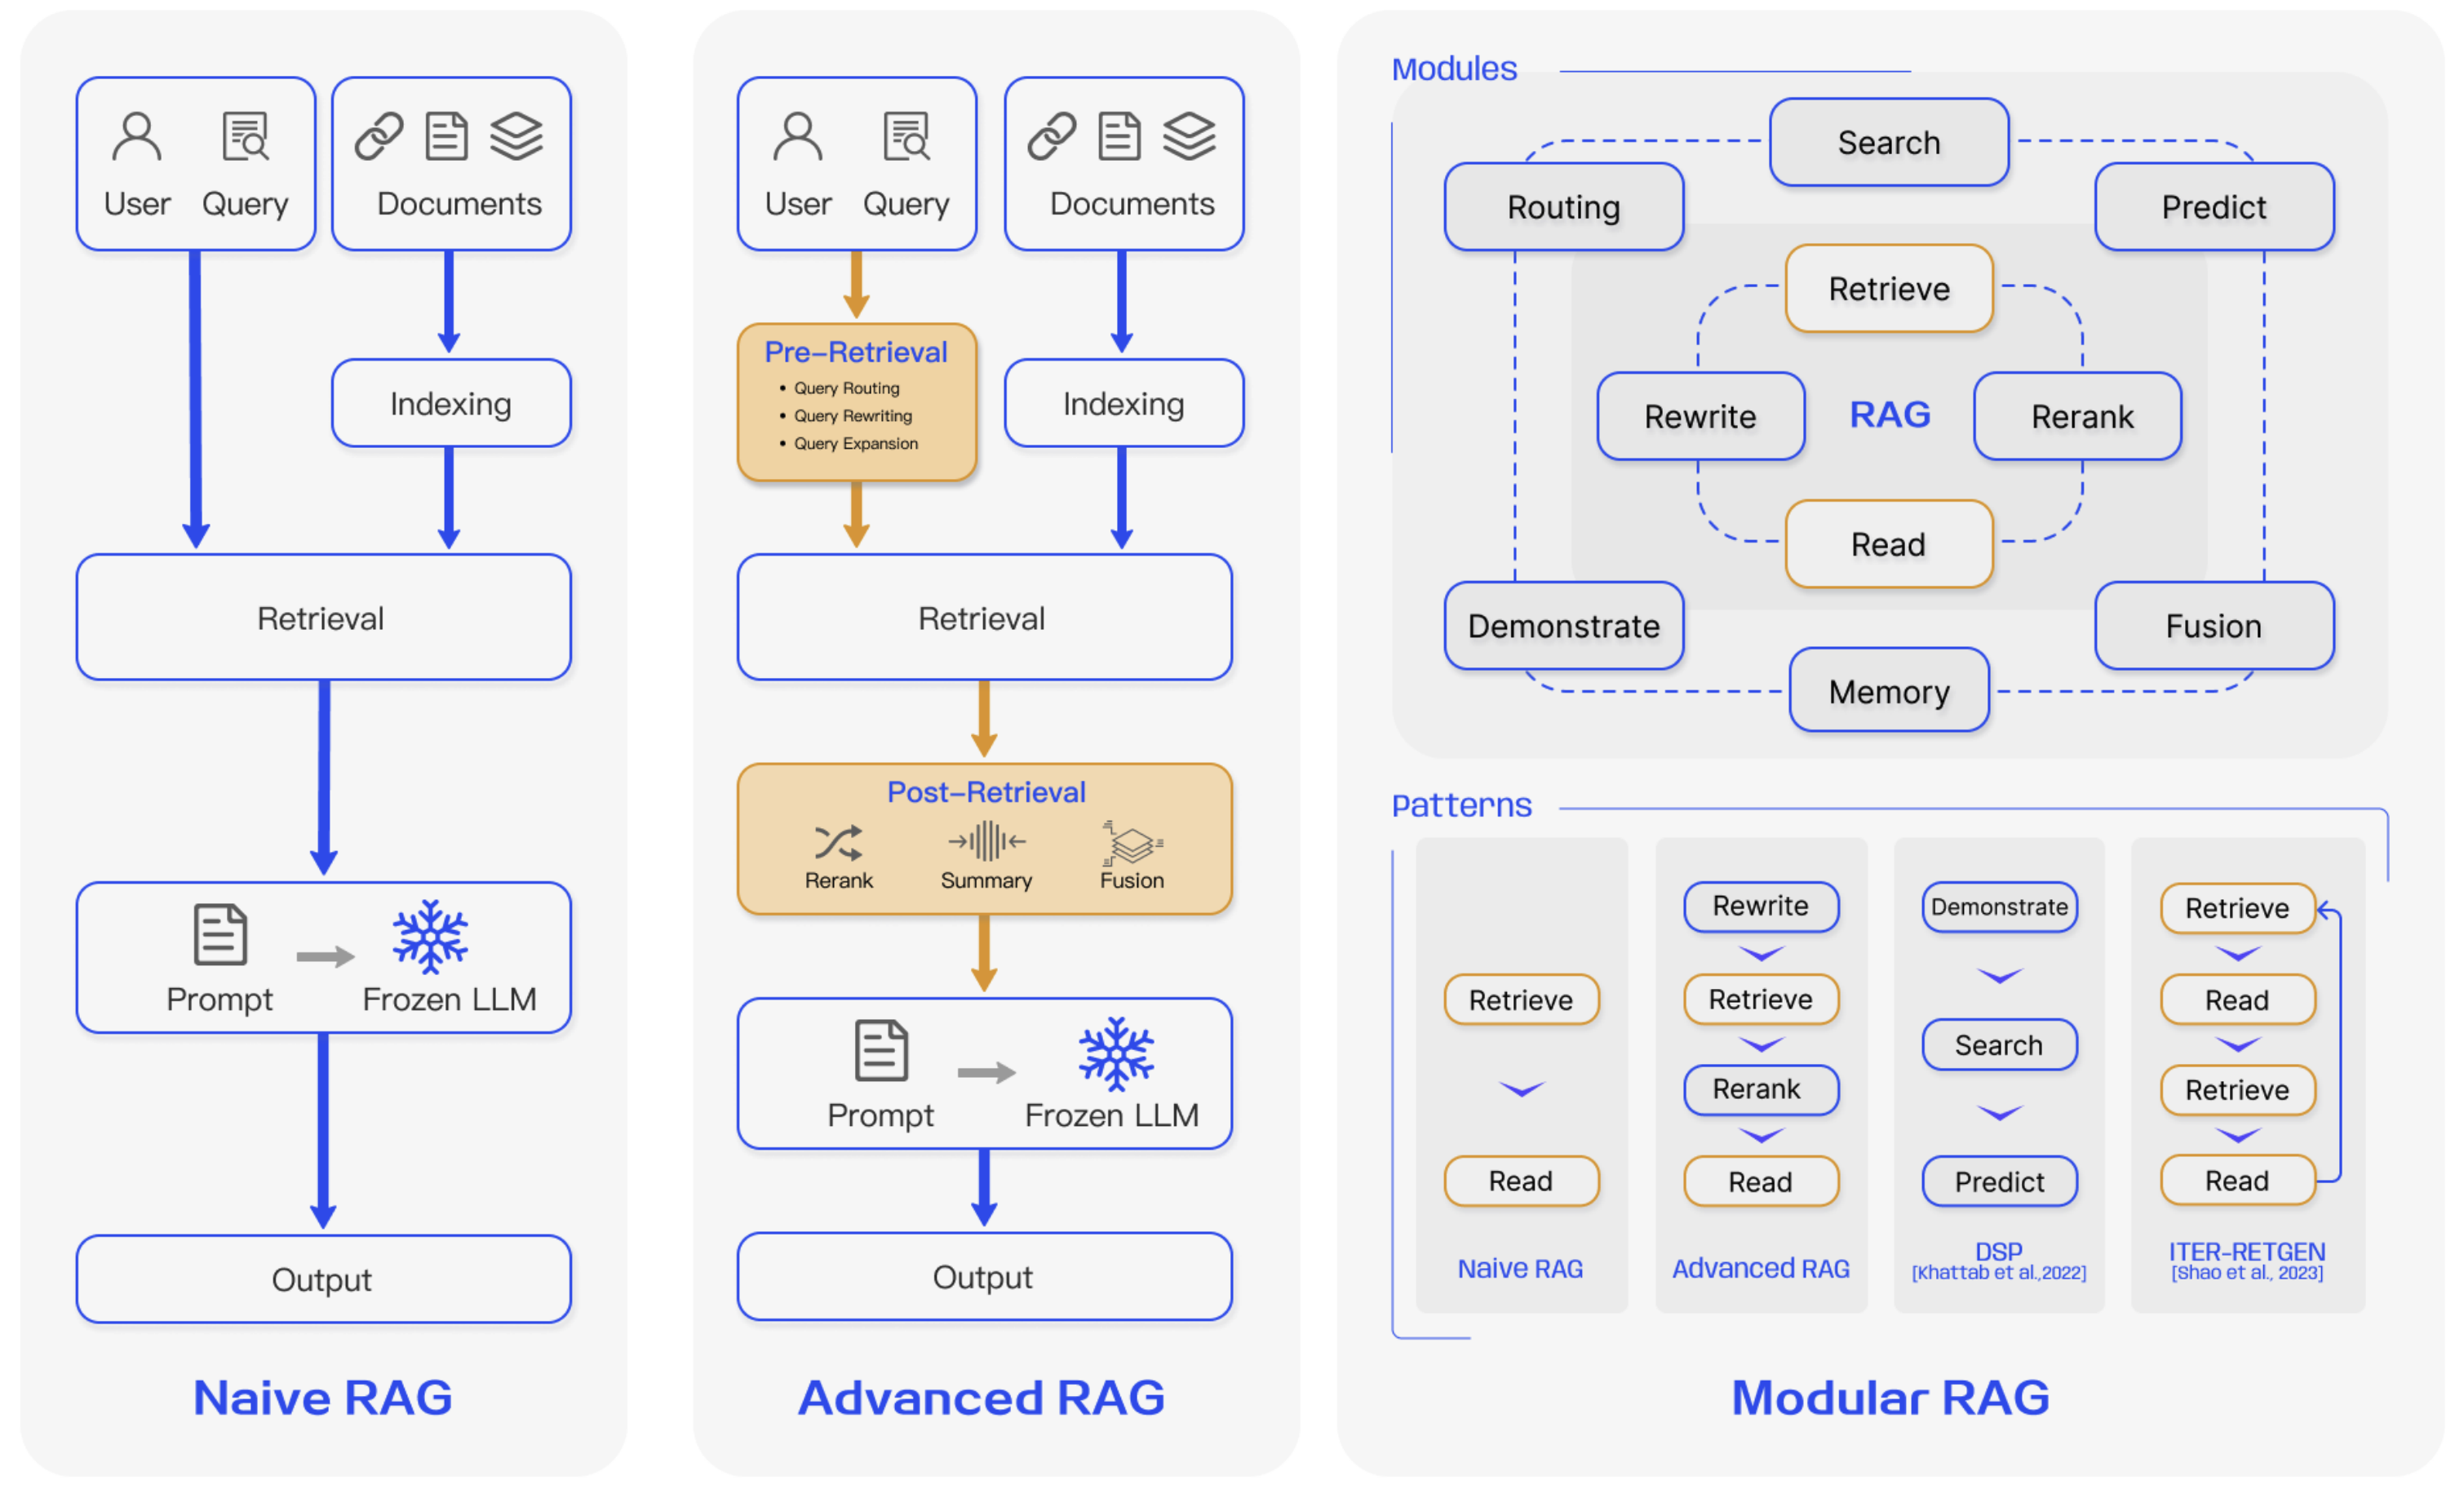 User Query
Documents
Indexing
Retrieval
Prompt
Frozen LLM
Output
Naive RAG
User Query
Documents
Pre-Retrieval
• Query Routing
• Query Rewriting
• Query Expansion
Indexing
Retrieval
Post-Retrieval
Rerank
Summary
Fusion
Prompt
Frozen LLM
Output
Advanced RAG
Modules
Search
Routing
Predict
Retrieve
Rewrite
RAG
Rerank
Read
Demonstrate
Fusion
Memory
Patterns
Retrieve
Read
Naive RAG
Rewrite
Retrieve
Rerank
Read
Advanced RAG
Demonstrate
Search
Predict
DSP
[Khattab et al.,2022]
Retrieve
Read
Retrieve
Read
ITER-RETGEN
[Shao et al., 2023]
Modular RAG